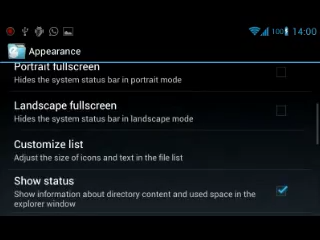 100% 14:00
Appearance
Portrait fullscreen
Hides the system status bar in portrait mode
Landscape fullscreen
Hides the system status bar in landscape mode
Customize list
Adjust the size of icons and text in the file list
Show status
Show information about directory content and used space in the
explorer window